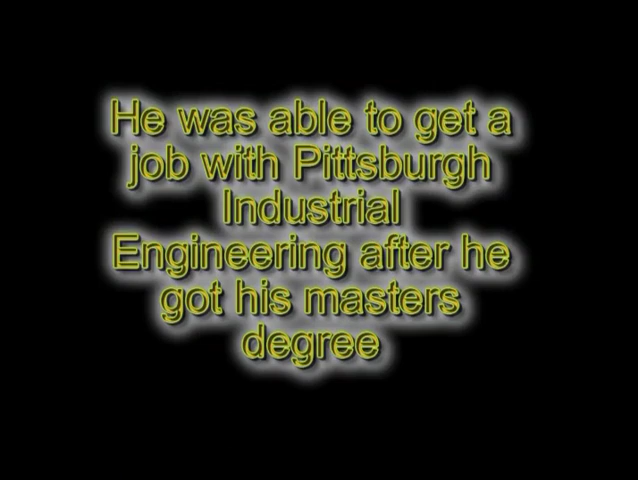 He was able to get a
job with Pittsburgh
Industrial
Engineering after he
got his masters
degree